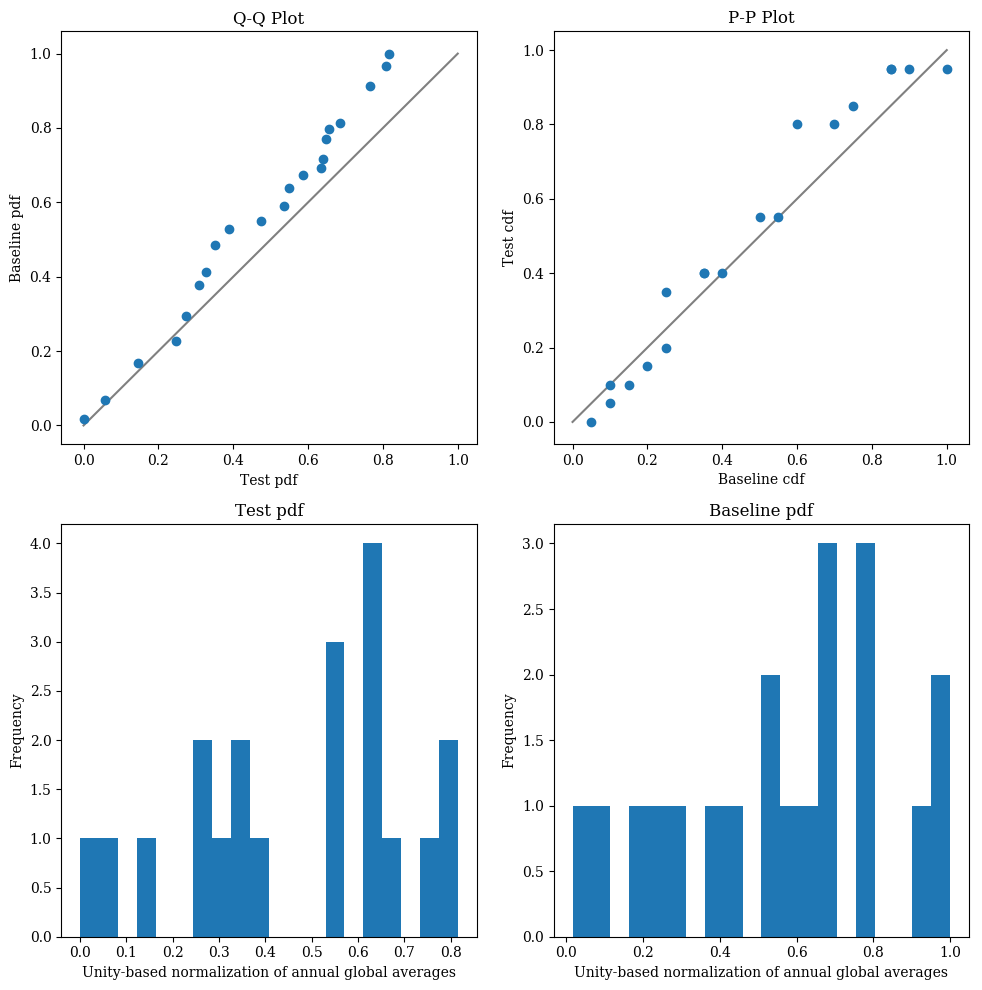 Q-Q Plot
1.0
0.8
0.6
0.4
0.2
0.0
Baseline pdf
0.0 0.2 0.4 0.6 0.8 1.0
Test pdf
P-P Plot
1.0
0.8
0.6
0.4
0.2
0.0
Test cdf
0.0 0.2 0.4 0.6 0.8 1.0
Baseline cdf
Test pdf
4.0
3.5
3.0
2.5
2.0
1.5
1.0
0.5
0.0
Frequency
0.0 0.1 0.2 0.3 0.4 0.5 0.6 0.7 0.8
Unity-based normalization of annual global averages
Baseline pdf
3.0
2.5
2.0
1.5
1.0
0.5
0.0
Frequency
0.0 0.2 0.4 0.6 0.8 1.0
Unity-based normalization of annual global averages